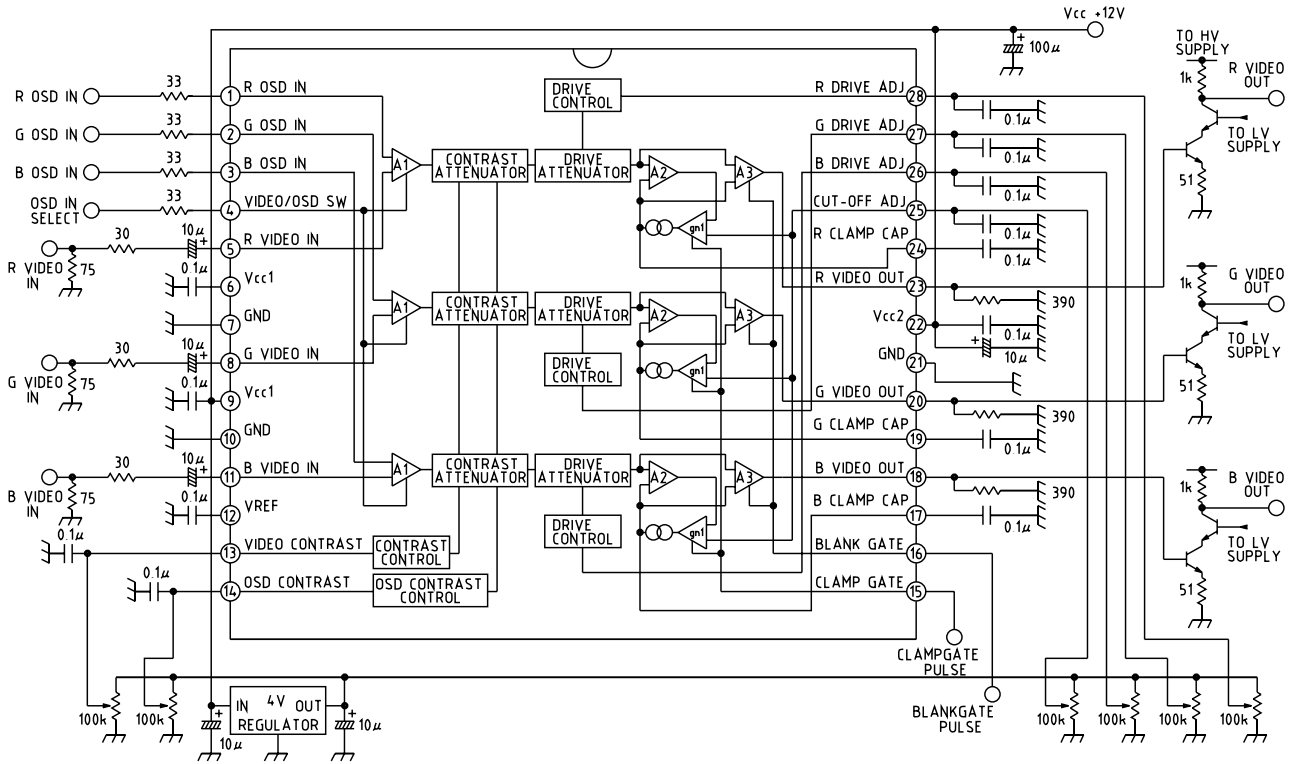 Vcc +12V
100µ
TO HV
SUPPLY
1k
R VIDEO
OUT
TO LV
SUPPLY
51
R OSD IN
33
1
R OSD IN
G OSD IN
33
2
G OSD IN
B OSD IN
33
3
B OSD IN
OSD IN
SELECT
33
4
VIDEO/OSD SW
30
10µ
+
5
R VIDEO IN
R VIDEO
IN
75
0.1µ
6
Vcc1
7
GND
30
10µ
+
8
G VIDEO IN
G VIDEO
IN
75
0.1µ
9
Vcc1
10
GND
30
10µ
+
11
B VIDEO IN
B VIDEO
IN
75
0.1µ
12
VREF
0.1µ
13
VIDEO CONTRAST
CONTRAST
CONTROL
0.1µ
14
OSD CONTRAST
OSD CONTRAST
CONTROL
DRIVE
CONTROL
A1
CONTRAST
ATTENUATOR
DRIVE
ATTENUATOR
A2
A3
gn1
A1
CONTRAST
ATTENUATOR
DRIVE
ATTENUATOR
A2
A3
gn1
DRIVE
CONTROL
A1
CONTRAST
ATTENUATOR
DRIVE
ATTENUATOR
A2
A3
gn1
DRIVE
CONTROL
R DRIVE ADJ
28
0.1µ
G DRIVE ADJ
27
0.1µ
B DRIVE ADJ
26
0.1µ
CUT-OFF ADJ
25
0.1µ
R CLAMP CAP
24
0.1µ
R VIDEO OUT
23
390
Vcc2
22
0.1µ
+
10µ
GND
21
G VIDEO OUT
20
390
G CLAMP CAP
19
0.1µ
B VIDEO OUT
18
390
B CLAMP CAP
17
0.1µ
BLANK GATE
16
CLAMP GATE
15
1k
G VIDEO
OUT
TO LV
SUPPLY
51
1k
B VIDEO
OUT
TO LV
SUPPLY
51
CLAMPGATE
PULSE
BLANKGATE
PULSE
100k
100k
+
10µ
IN
4V
OUT
REGULATOR
+
10µ
100k
100k
100k
100k